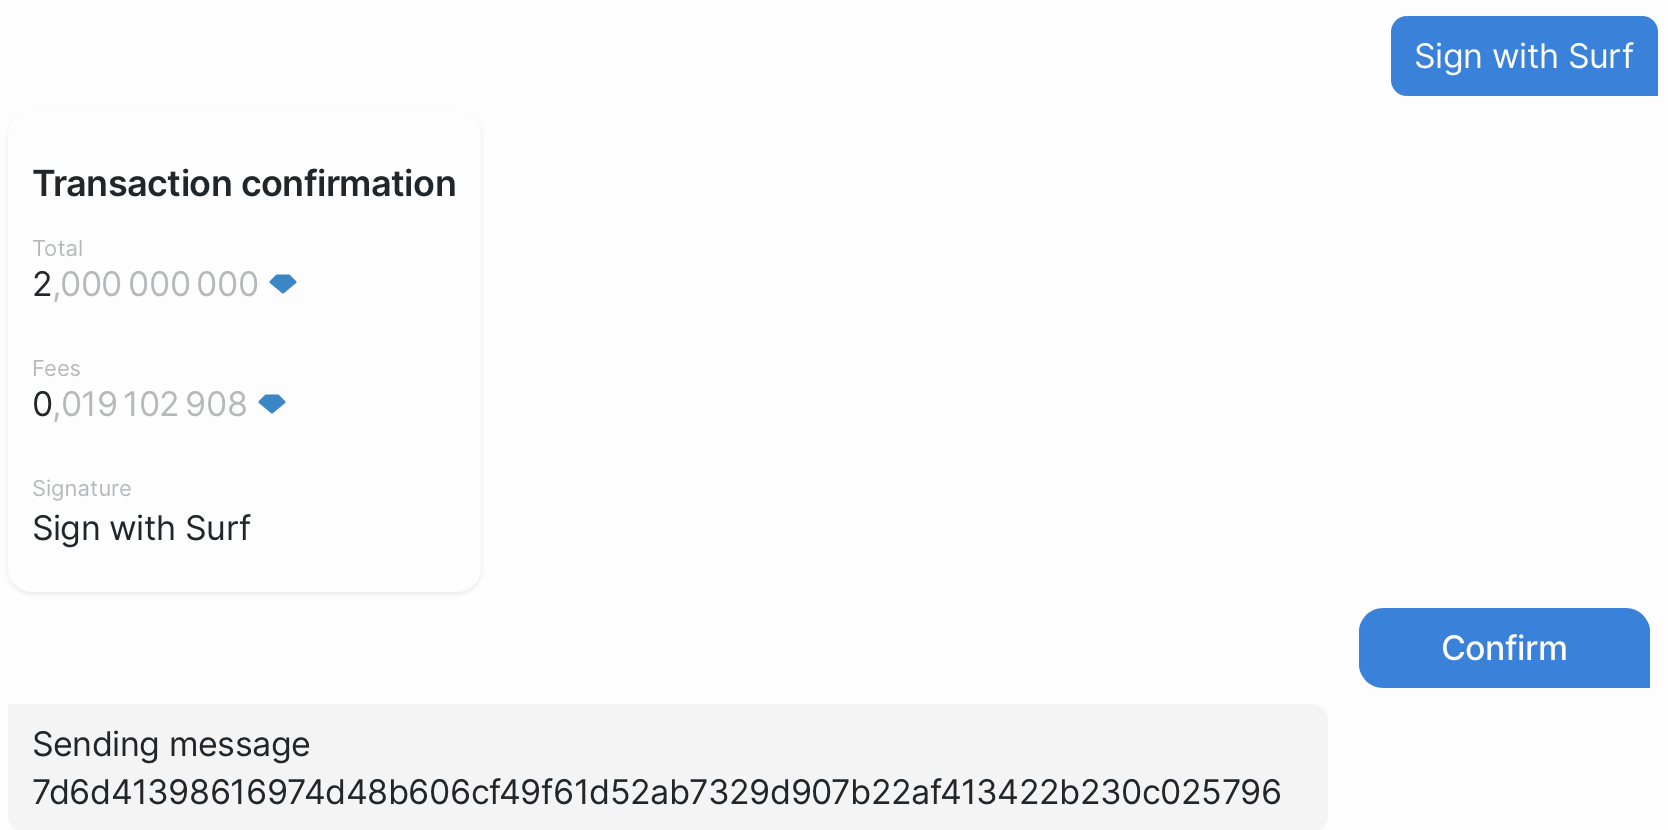 Sign with Surf
Transaction confirmation
Total
2,000 000 000
Fees
0,019 102 908
Signature
Sign with Surf
Confirm
Sending message
7d6d41398616974d48b606cf49f61d52ab7329d907b22af413422b230c025796